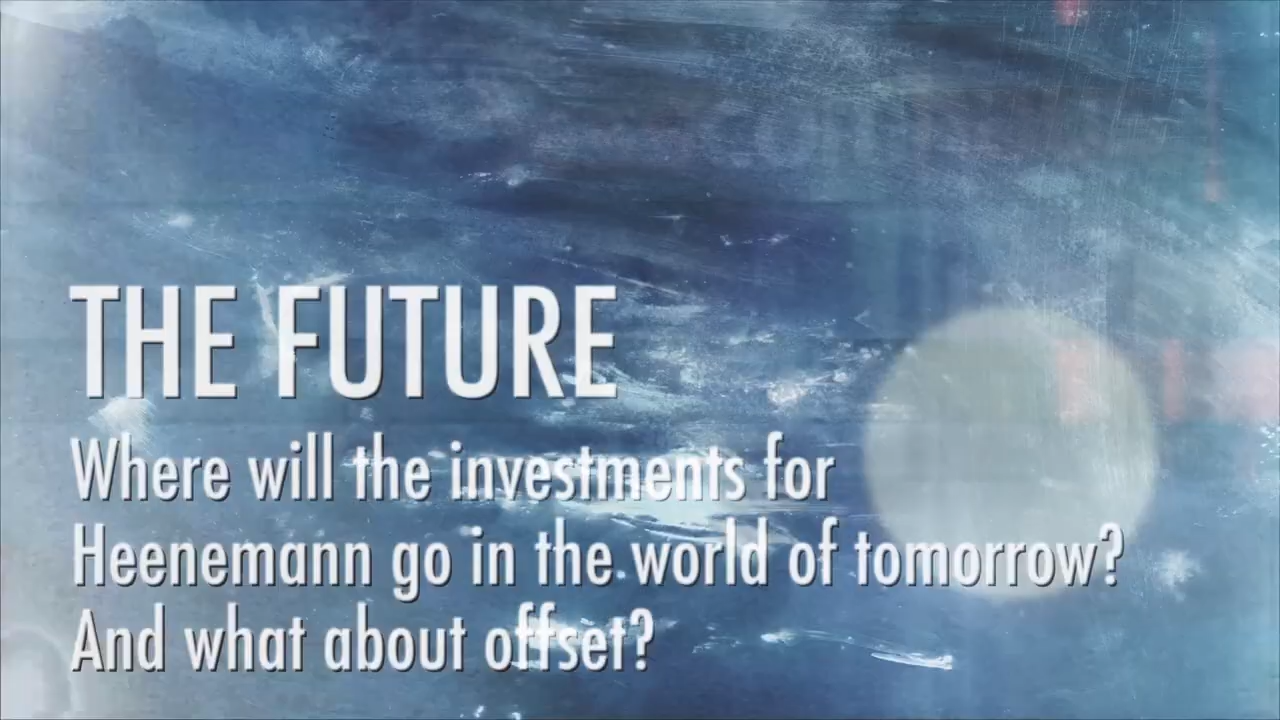 THE FUTURE
Where will the investments for
Heenemann go in the world of tomorrow?
And what about offset?